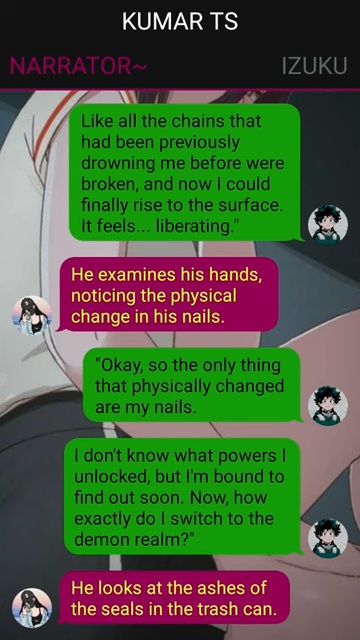 KUMAR TS
NARRATOR~ IZUKU
Like all the chains that
had been previously
drowning me before were
broken, and now I could
finally rise to the surface.
It feels... liberating."
He examines his hands,
noticing the physical
change in his nails.
"Okay, so the only thing
that physically changed
are my nails.
I don't know what powers I
unlocked, but I'm bound to
find out soon. Now, how
exactly do I switch to the
demon realm?"
He looks at the ashes of
the seals in the trash can.